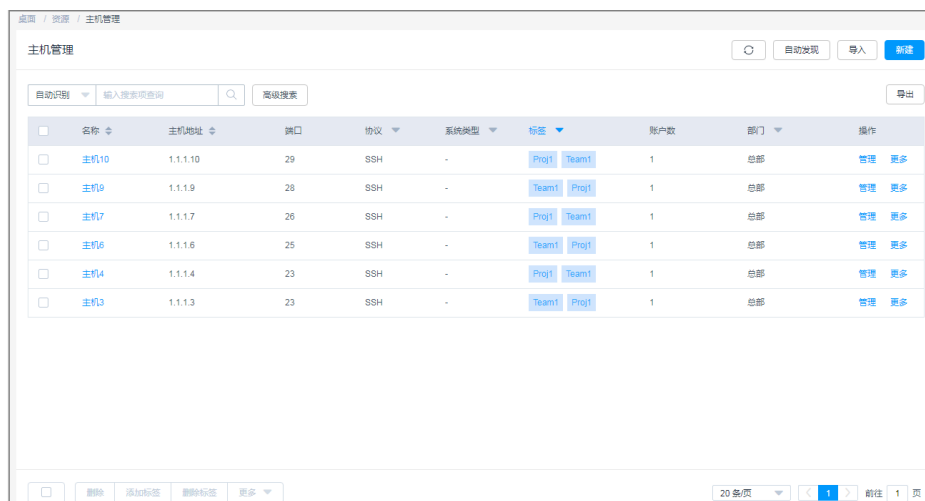 桌面 / 资源 / 主机管理
主机管理 自动发现 导入 新建
自动识别 输入搜索项查询 高级搜索 导出
名称 主机地址 端口 协议 系统类型 标签 账户数 部门 操作
主机10 1.1.1.10 29 SSH - Proj1 Team1 1 总部 管理 更多
主机9 1.1.1.9 28 SSH - Team1 Proj1 1 总部 管理 更多
主机7 1.1.1.7 26 SSH - Proj1 Team1 1 总部 管理 更多
主机6 1.1.1.6 25 SSH - Team1 Proj1 1 总部 管理 更多
主机4 1.1.1.4 23 SSH - Proj1 Team1 1 总部 管理 更多
主机3 1.1.1.3 23 SSH - Team1 Proj1 1 总部 管理 更多
删除 添加标签 删除标签 更多 20 条/页 1 前往 1 页